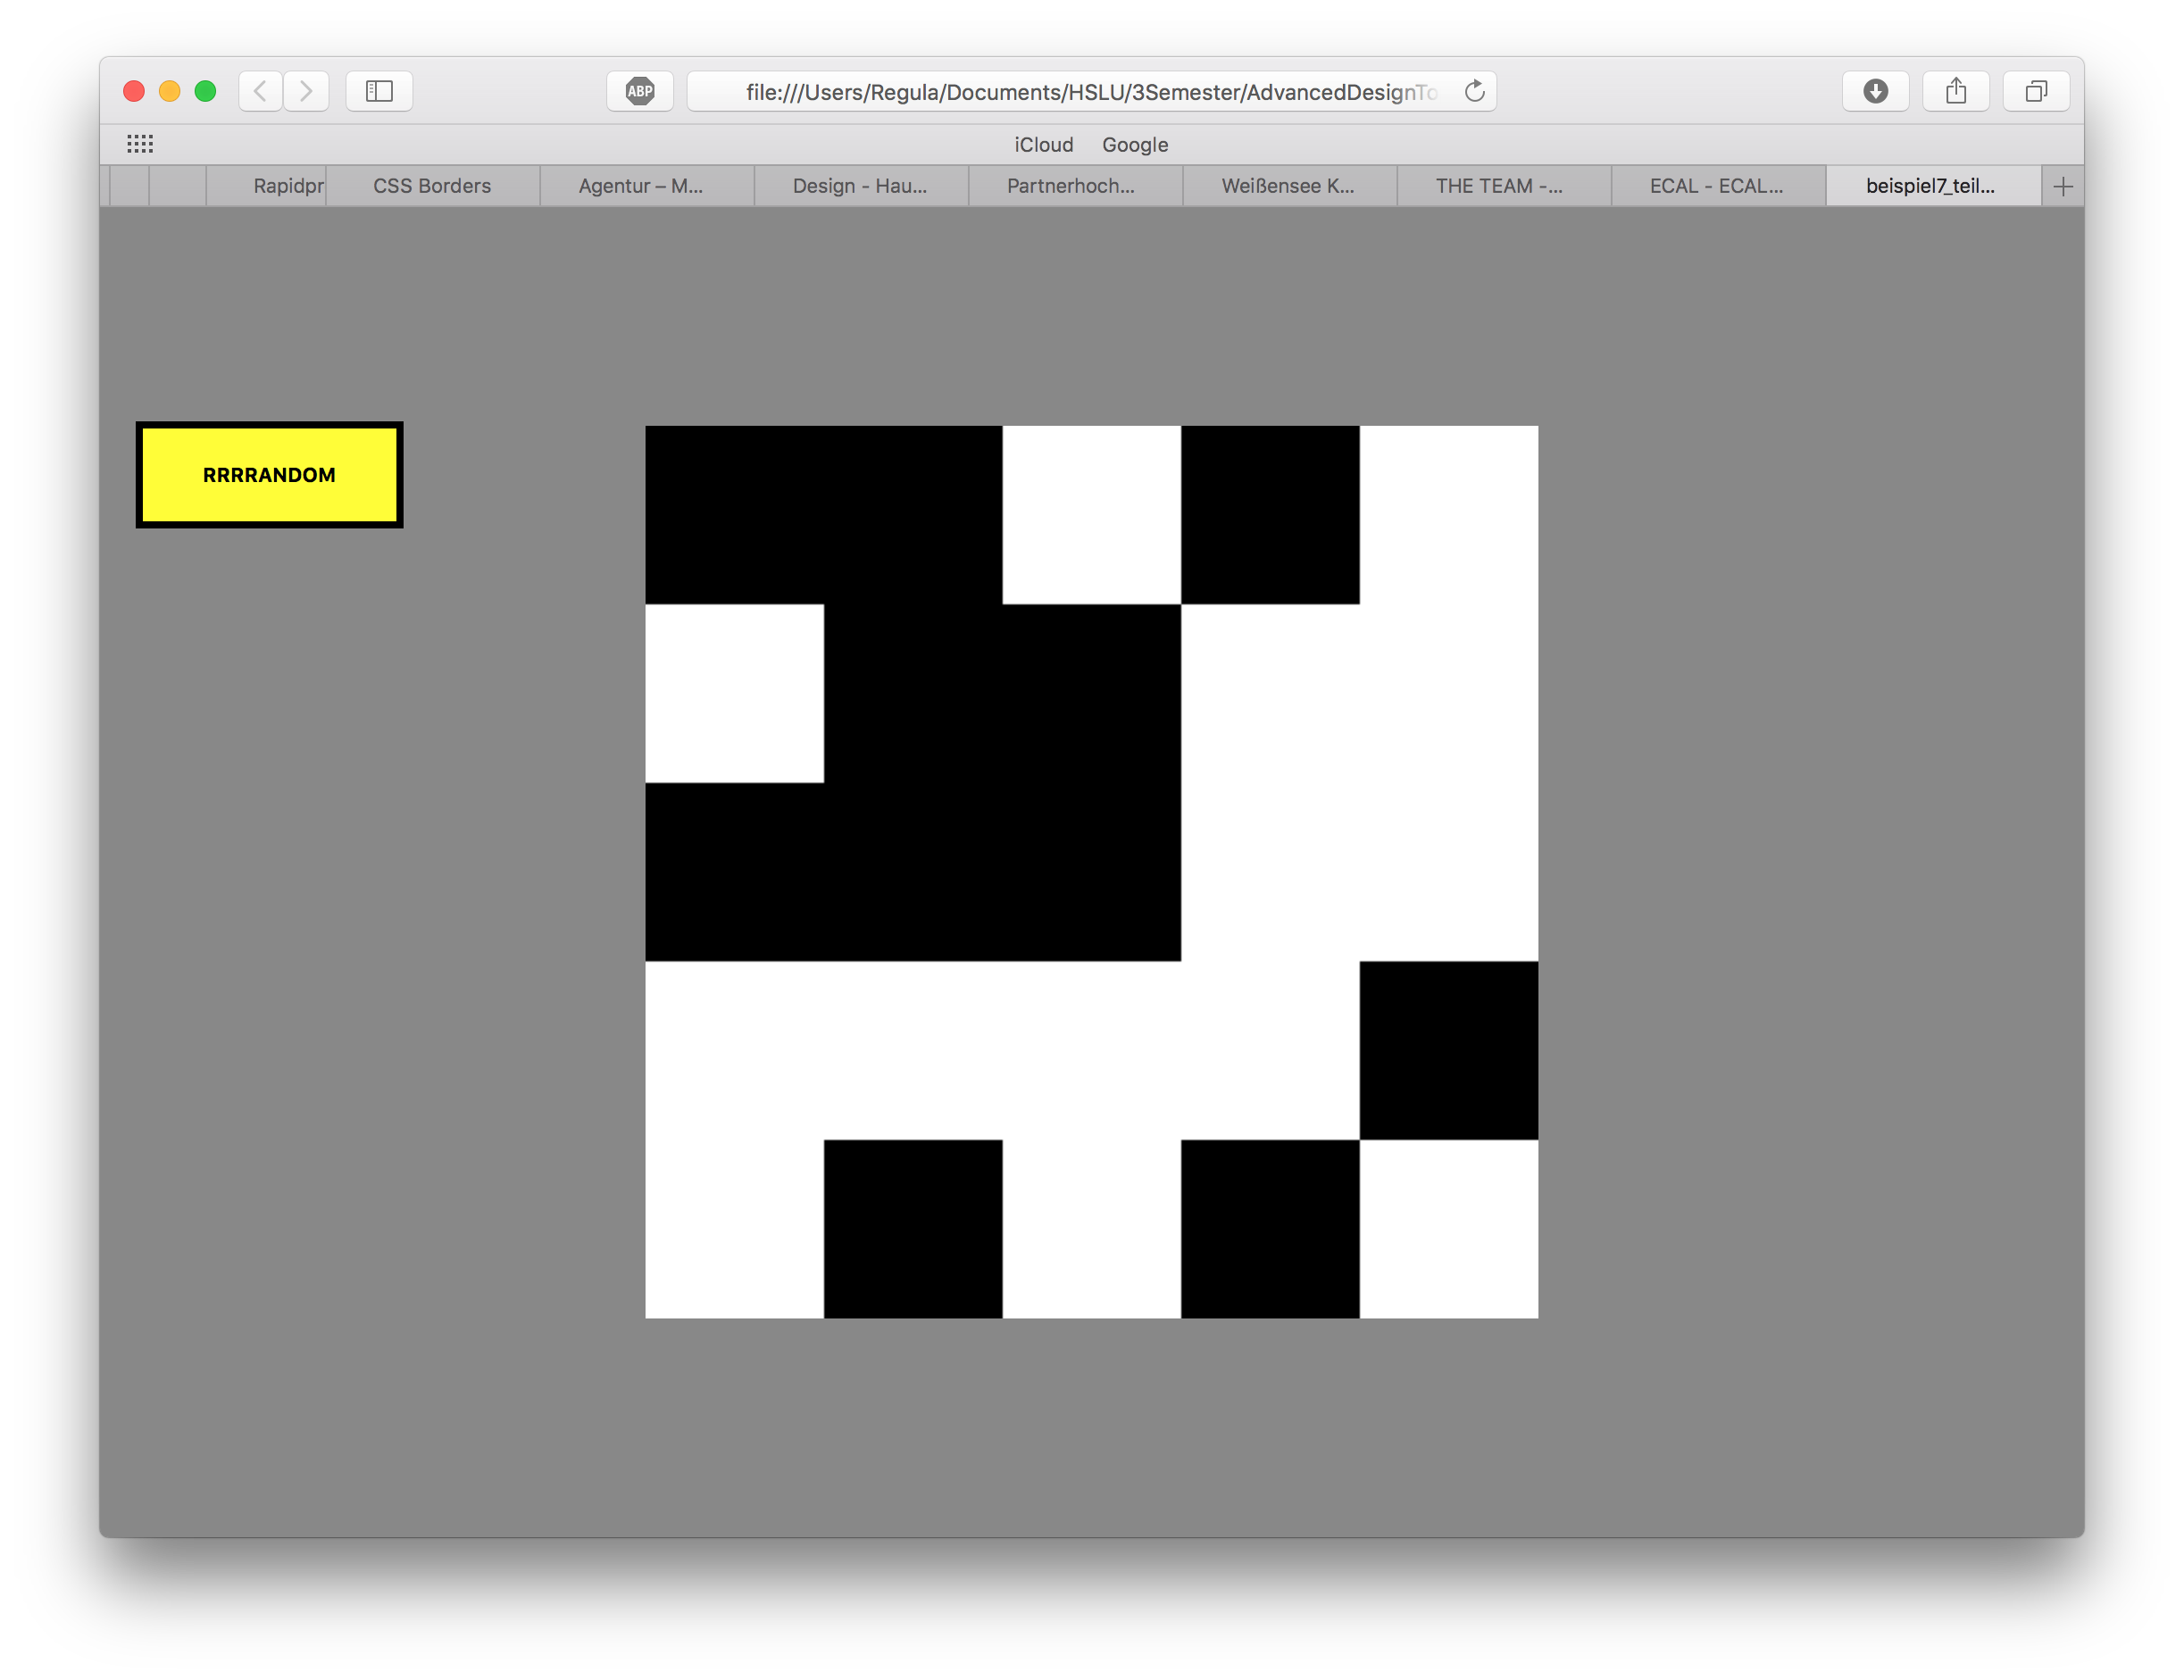 ABP
file:///Users/Regula/Documents/HSLU/3Semester/AdvancedDesignTo
iCloud Google
Rapidpr CSS Borders Agentur – M... Design - Hau... Partnerhoch... Weißensee K... THE TEAM -... ECAL - ECAL... beispiel7_teil...
RRRRANDOM